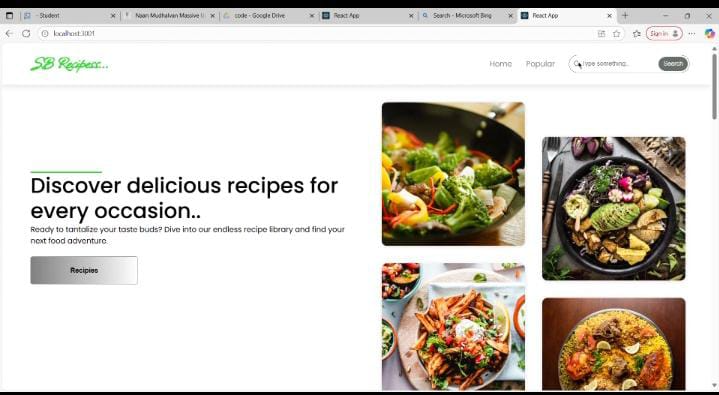 - Student
Naan Mudhalvan Massive
code - Google Drive
React App
Search - Microsoft Bing
React App
localhost:3001
Sign in
SB Recipess...
Home
Popular
Type something..
Search
Discover delicious recipes for
every occasion..
Ready to tantalize your taste buds? Dive into our endless recipe library and find your
next food adventure.
Recipies